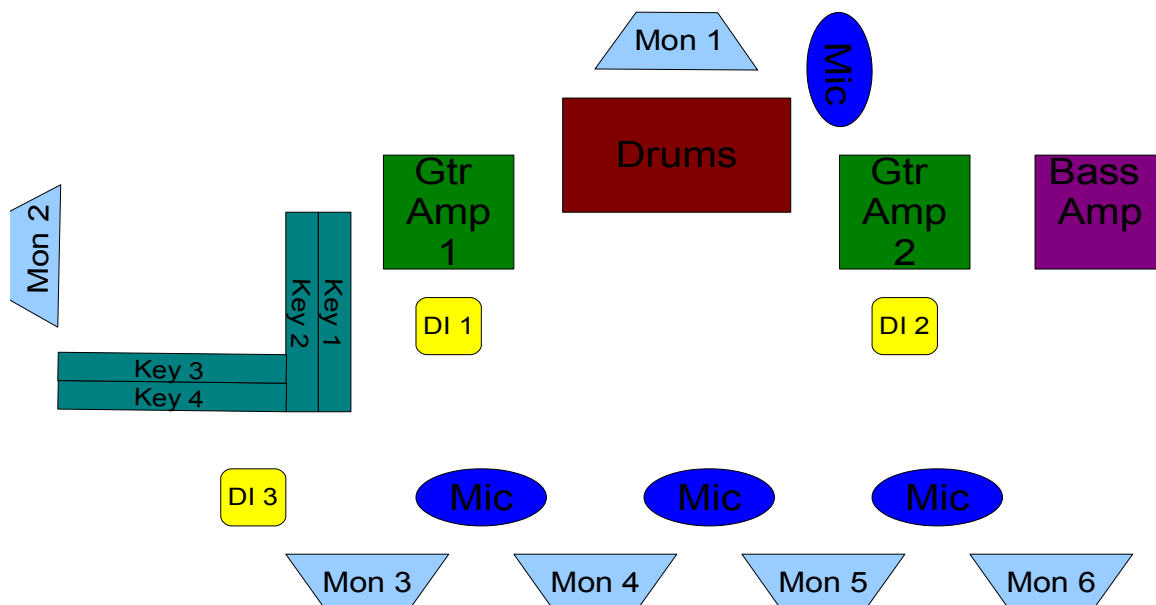 Mon 1
Mic
Drums
Gtr
Amp
1
Gtr
Amp
2
Bass
Amp
Mon 2
Key 2
Key 1
DI 1
DI 2
Key 3
Key 4
DI 3
Mic
Mic
Mic
Mon 3
Mon 4
Mon 5
Mon 6